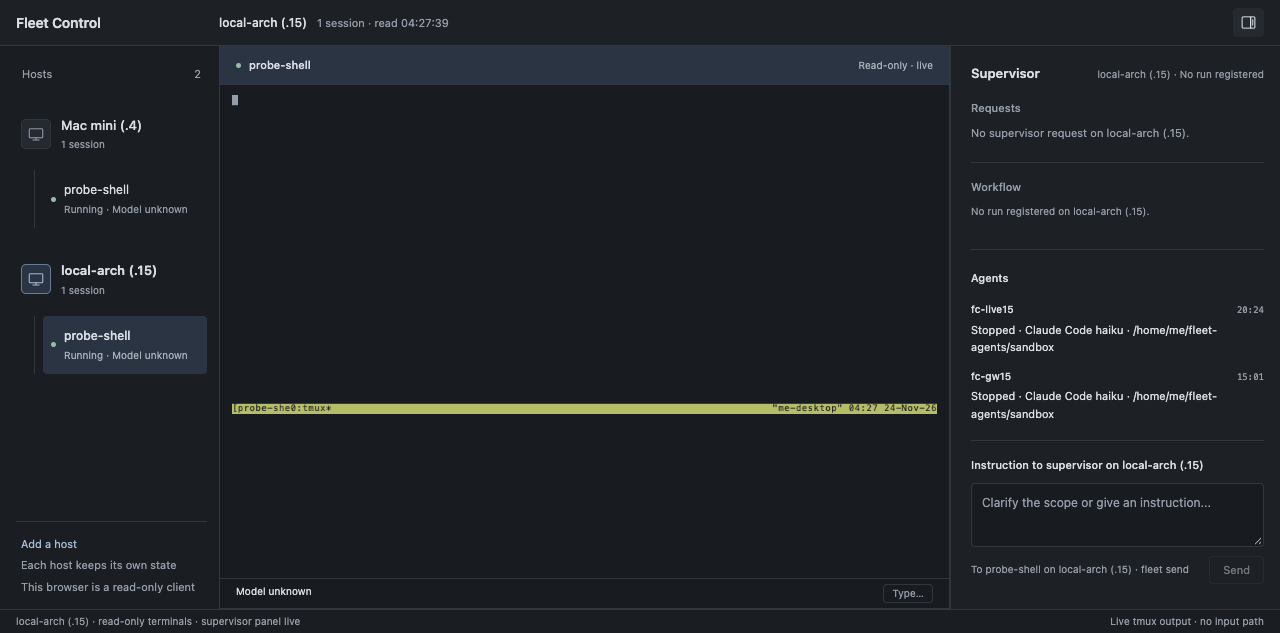 Fleet Control
local-arch (.15) 1 session · read 04:27:39
Hosts 2
Mac mini (.4)
1 session
probe-shell
Running · Model unknown
local-arch (.15)
1 session
probe-shell
Running · Model unknown
Add a host
Each host keeps its own state
This browser is a read-only client
probe-shell Read-only · live
[probe-she0:tmux* "me-desktop" 04:27 24-Nov-26
Model unknown Type...
Supervisor local-arch (.15) · No run registered
Requests
No supervisor request on local-arch (.15).
Workflow
No run registered on local-arch (.15).
Agents
fc-live15 20:24
Stopped · Claude Code haiku · /home/me/fleet-
agents/sandbox
fc-gw15 15:01
Stopped · Claude Code haiku · /home/me/fleet-
agents/sandbox
Instruction to supervisor on local-arch (.15)
Clarify the scope or give an instruction...
To probe-shell on local-arch (.15) · fleet send Send
local-arch (.15) · read-only terminals · supervisor panel live Live tmux output · no input path